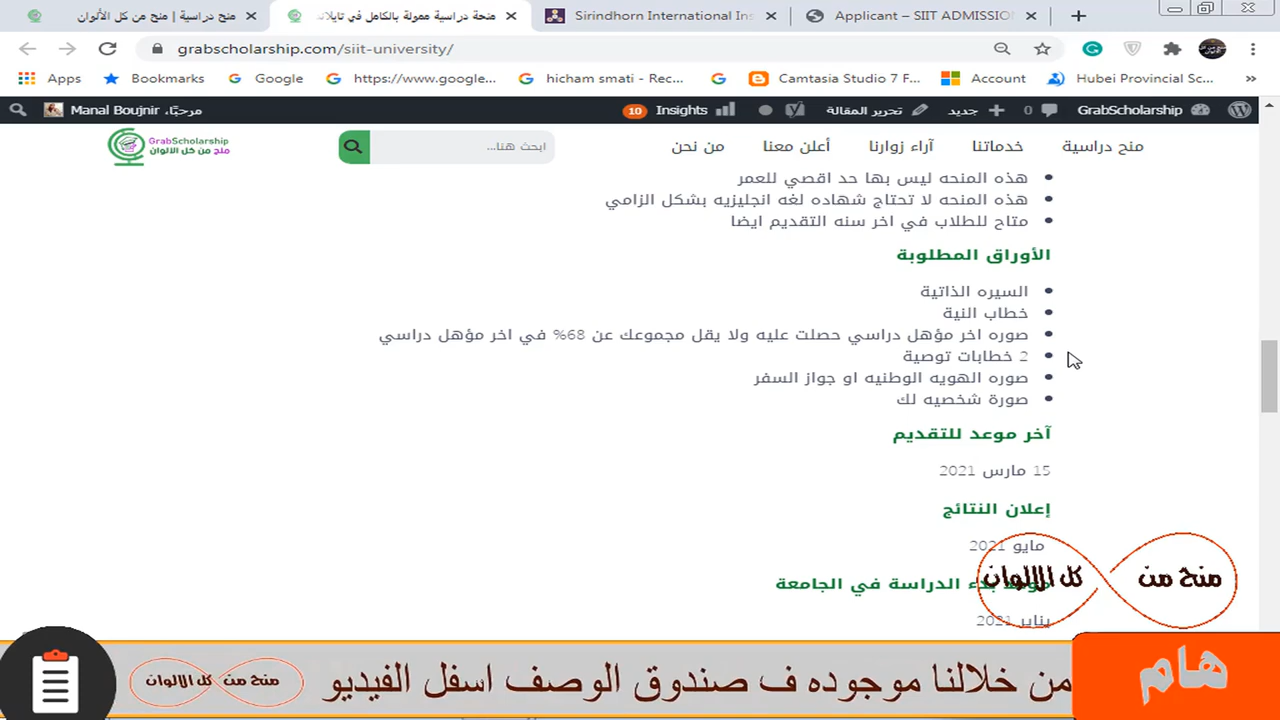 منح دراسية | منح من كل الألوان
منحة دراسية ممولة بالكامل في تايلاند
Sirindhorn International Ins
Applicant – SIIT ADMISSION
grabscholarship.com/siit-university/
Apps
Bookmarks
Google
https://www.google...
hicham smati - Rec...
Camtasia Studio 7 F...
Account
Hubei Provincial Sc...
مرحبًا، Manal Boujnir
10 Insights
تحرير المقالة
جديد
0
GrabScholarship
GrabScholarship
منح من كل الالوان
ابحث هنا...
منح دراسية
خدماتنا
آراء زوارنا
أعلن معنا
من نحن
هذه المنحه ليس بها حد اقصي للعمر
هذه المنحه لا تحتاج شهاده لغه انجليزيه بشكل الزامي
متاح للطلاب في اخر سنه التقديم ايضا
الأوراق المطلوبة
السيره الذاتية
خطاب النية
صوره اخر مؤهل دراسي حصلت عليه ولا يقل مجموعك عن 68% في اخر مؤهل دراسي
2 خطابات توصية
صوره الهويه الوطنيه او جواز السفر
صورة شخصيه لك
آخر موعد للتقديم
15 مارس 2021
إعلان النتائج
مايو 2021
موعد بدء الدراسة في الجامعة
يناير 2021
منح من كل الالوان
هام
من خلالنا موجوده ف صندوق الوصف اسفل الفيديو
منح من كل الالوان